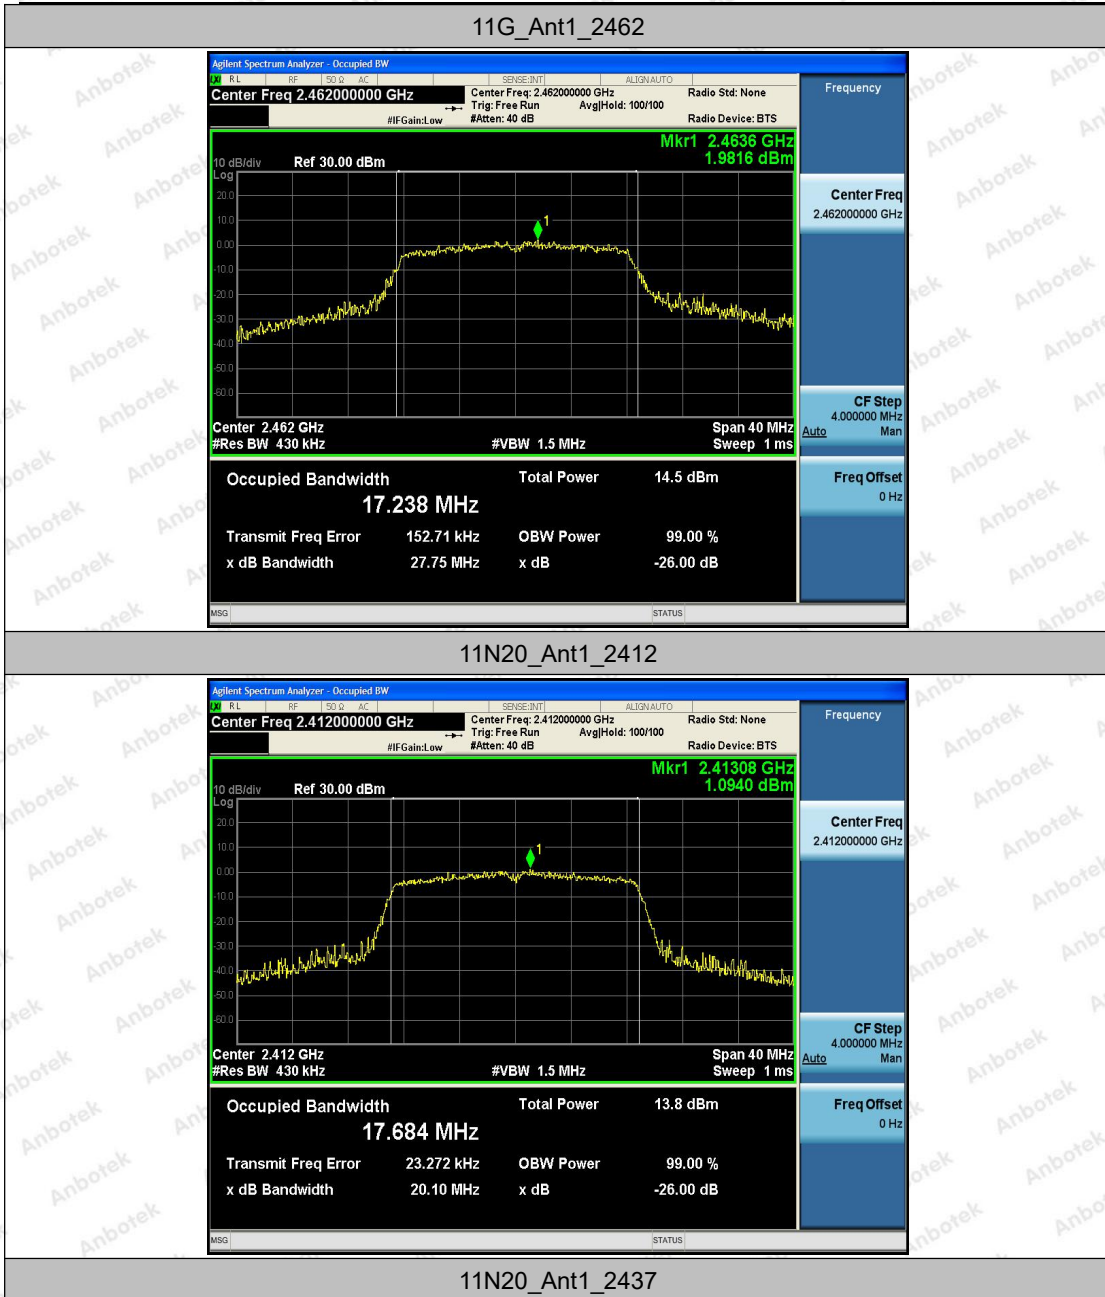 11G_Ant1_2462
Agilent Spectrum Analyzer - Occupied BW
LXI RL RF 50 Ω AC SENSE:INT ALIGNAUTO
Center Freq 2.462000000 GHz
Center Freq: 2.462000000 GHz
Radio Std: None
Trig: Free Run Avg|Hold: 100/100
#IFGain:Low #Atten: 40 dB Radio Device: BTS
Mkr1 2.4636 GHz
1.9816 dBm
10 dB/div Ref 30.00 dBm
Log
20.0
10.0
1
0.00
-10.0
-20.0
-30.0
-40.0
-50.0
-60.0
Center 2.462 GHz Span 40 MHz
#Res BW 430 kHz #VBW 1.5 MHz Sweep 1 ms
Occupied Bandwidth Total Power 14.5 dBm
17.238 MHz
Transmit Freq Error 152.71 kHz OBW Power 99.00 %
x dB Bandwidth 27.75 MHz x dB -26.00 dB
MSG STATUS
Frequency
Center Freq
2.462000000 GHz
CF Step
4.000000 MHz
Auto Man
Freq Offset
0 Hz
11N20_Ant1_2412
Agilent Spectrum Analyzer - Occupied BW
LXI RL RF 50 Ω AC SENSE:INT ALIGNAUTO
Center Freq 2.412000000 GHz
Center Freq: 2.412000000 GHz
Radio Std: None
Trig: Free Run Avg|Hold: 100/100
#IFGain:Low #Atten: 40 dB Radio Device: BTS
Mkr1 2.41308 GHz
1.0940 dBm
10 dB/div Ref 30.00 dBm
Log
20.0
10.0
1
0.00
-10.0
-20.0
-30.0
-40.0
-50.0
-60.0
Center 2.412 GHz Span 40 MHz
#Res BW 430 kHz #VBW 1.5 MHz Sweep 1 ms
Occupied Bandwidth Total Power 13.8 dBm
17.684 MHz
Transmit Freq Error 23.272 kHz OBW Power 99.00 %
x dB Bandwidth 20.10 MHz x dB -26.00 dB
MSG STATUS
Frequency
Center Freq
2.412000000 GHz
CF Step
4.000000 MHz
Auto Man
Freq Offset
0 Hz
11N20_Ant1_2437